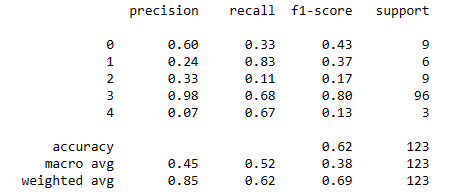 precision recall f1-score support
0 0.60 0.33 0.43 9
1 0.24 0.83 0.37 6
2 0.33 0.11 0.17 9
3 0.98 0.68 0.80 96
4 0.07 0.67 0.13 3
accuracy 0.62 123
macro avg 0.45 0.52 0.38 123
weighted avg 0.85 0.62 0.69 123